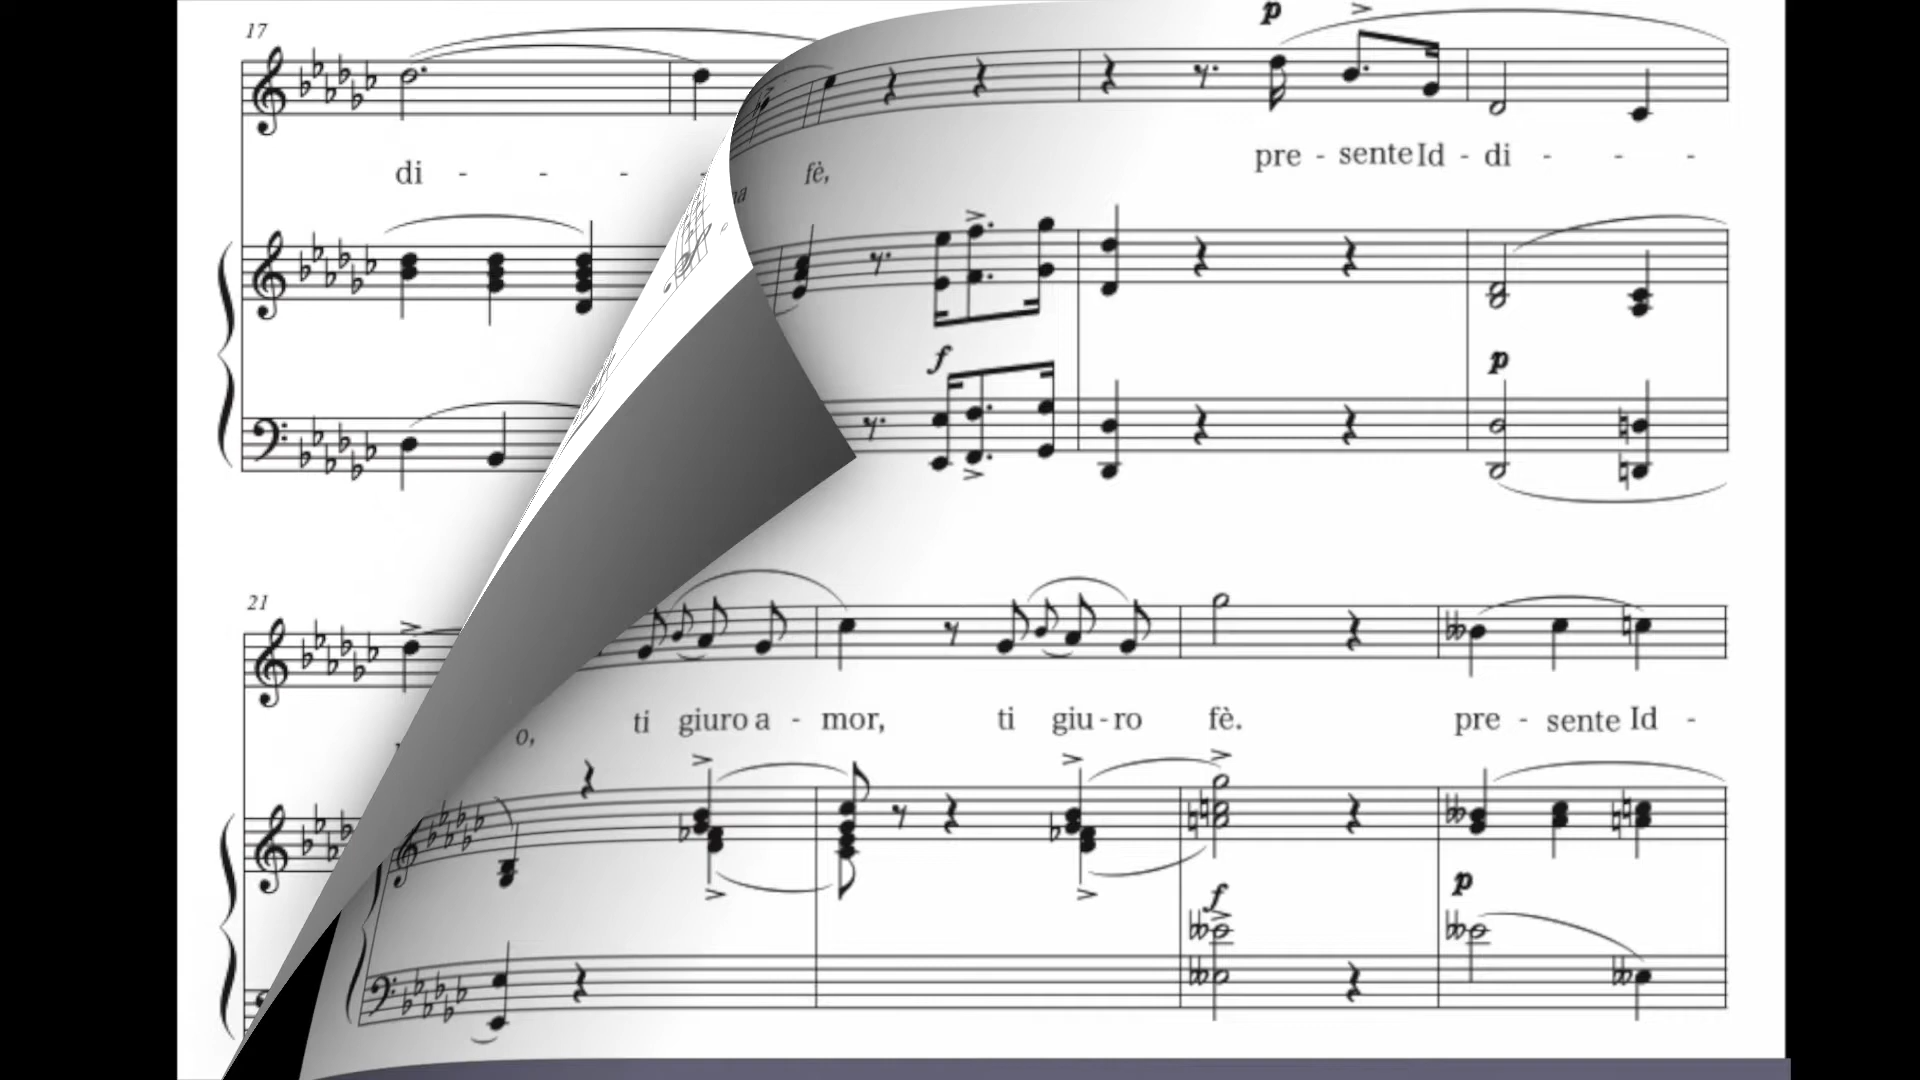 17
p
di - - - -
fè,
pre - sente Id - di - - -
f
p
21
o,
ti giuro a - mor, ti giu - ro fè. pre - sente Id -
f
p